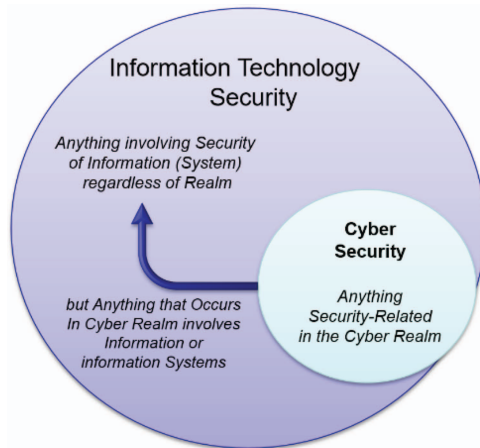 Information Technology
Security
Anything involving Security
of Information (System)
regardless of Realm
Cyber
Security
Anything
Security-Related
in the Cyber Realm
but Anything that Occurs
In Cyber Realm involves
Information or
information Systems